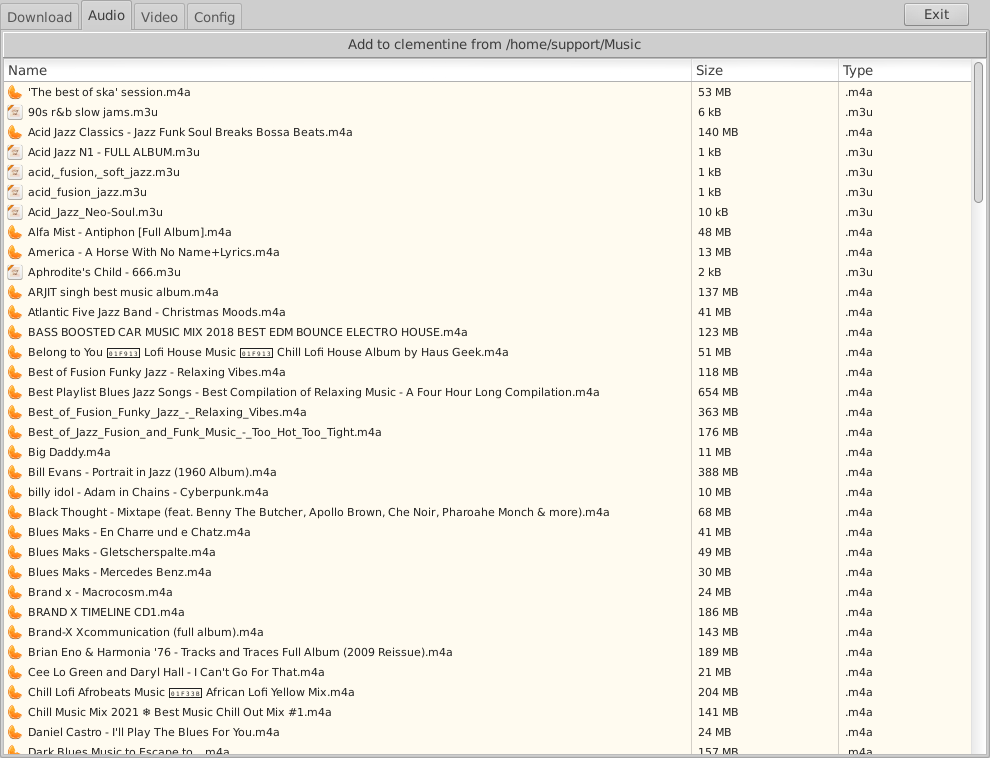 Download Audio Video Config Exit
Add to clementine from /home/support/Music
Name Size Type
'The best of ska' session.m4a 53 MB .m4a
90s r&b slow jams.m3u 6 kB .m3u
Acid Jazz Classics - Jazz Funk Soul Breaks Bossa Beats.m4a 140 MB .m4a
Acid Jazz N1 - FULL ALBUM.m3u 1 kB .m3u
acid,_fusion,_soft_jazz.m3u 1 kB .m3u
acid_fusion_jazz.m3u 1 kB .m3u
Acid_Jazz_Neo-Soul.m3u 10 kB .m3u
Alfa Mist - Antiphon [Full Album].m4a 48 MB .m4a
America - A Horse With No Name+Lyrics.m4a 13 MB .m4a
Aphrodite's Child - 666.m3u 2 kB .m3u
ARJIT singh best music album.m4a 137 MB .m4a
Atlantic Five Jazz Band - Christmas Moods.m4a 41 MB .m4a
BASS BOOSTED CAR MUSIC MIX 2018 BEST EDM BOUNCE ELECTRO HOUSE.m4a 123 MB .m4a
Belong to You 01F913 Lofi House Music 01F913 Chill Lofi House Album by Haus Geek.m4a 51 MB .m4a
Best of Fusion Funky Jazz - Relaxing Vibes.m4a 118 MB .m4a
Best Playlist Blues Jazz Songs - Best Compilation of Relaxing Music - A Four Hour Long Compilation.m4a 654 MB .m4a
Best_of_Fusion_Funky_Jazz_-_Relaxing_Vibes.m4a 363 MB .m4a
Best_of_Jazz_Fusion_and_Funk_Music_-_Too_Hot_Too_Tight.m4a 176 MB .m4a
Big Daddy.m4a 11 MB .m4a
Bill Evans - Portrait in Jazz (1960 Album).m4a 388 MB .m4a
billy idol - Adam in Chains - Cyberpunk.m4a 10 MB .m4a
Black Thought - Mixtape (feat. Benny The Butcher, Apollo Brown, Che Noir, Pharoahe Monch & more).m4a 68 MB .m4a
Blues Maks - En Charre und e Chatz.m4a 41 MB .m4a
Blues Maks - Gletscherspalte.m4a 49 MB .m4a
Blues Maks - Mercedes Benz.m4a 30 MB .m4a
Brand x - Macrocosm.m4a 24 MB .m4a
BRAND X TIMELINE CD1.m4a 186 MB .m4a
Brand-X Xcommunication (full album).m4a 143 MB .m4a
Brian Eno & Harmonia '76 - Tracks and Traces Full Album (2009 Reissue).m4a 189 MB .m4a
Cee Lo Green and Daryl Hall - I Can't Go For That.m4a 21 MB .m4a
Chill Lofi Afrobeats Music 01F33B African Lofi Yellow Mix.m4a 204 MB .m4a
Chill Music Mix 2021 ❄ Best Music Chill Out Mix #1.m4a 141 MB .m4a
Daniel Castro - I'll Play The Blues For You.m4a 24 MB .m4a
Dark Blues Music to Escape to....m4a 157 MB .m4a